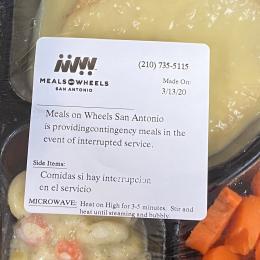 (210) 735-5115
MEALS ON WHEELS
SAN ANTONIO
Made On:
3/13/20
Meals on Wheels San Antonio
is providingcontingency meals in the
event of interrupted service.
Side Items:
Comidas si hay interrupcion
en el servicio
MICROWAVE: Heat on High for 3-5 minutes. Stir and
heat until steaming and bubbly.